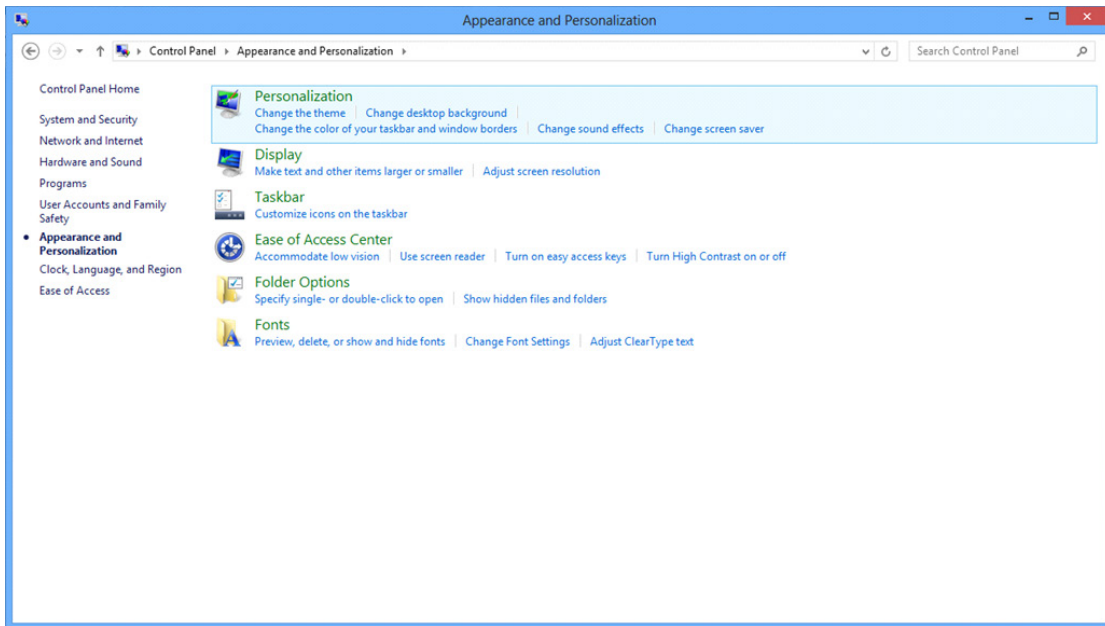 Appearance and Personalization
Control Panel Appearance and Personalization
Search Control Panel
Control Panel Home
System and Security
Network and Internet
Hardware and Sound
Programs
User Accounts and Family
Safety
Appearance and
Personalization
Clock, Language, and Region
Ease of Access
Personalization
Change the theme Change desktop background
Change the color of your taskbar and window borders Change sound effects Change screen saver
Display
Make text and other items larger or smaller Adjust screen resolution
Taskbar
Customize icons on the taskbar
Ease of Access Center
Accommodate low vision Use screen reader Turn on easy access keys Turn High Contrast on or off
Folder Options
Specify single- or double-click to open Show hidden files and folders
Fonts
Preview, delete, or show and hide fonts Change Font Settings Adjust ClearType text